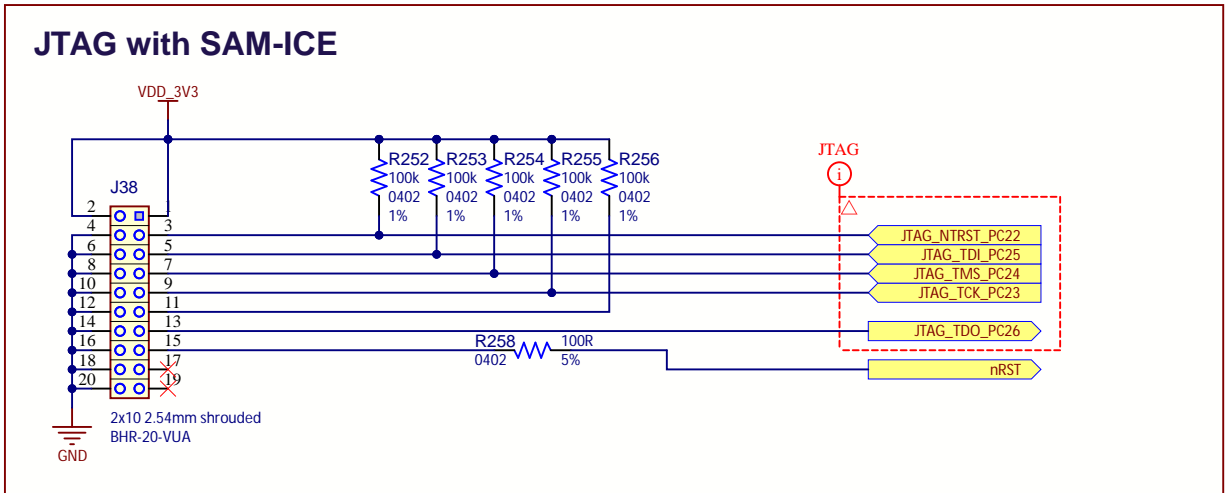 JTAG with SAM-ICE
VDD_3V3
R252
100k
0402
1%
R253
100k
0402
1%
R254
100k
0402
1%
R255
100k
0402
1%
R256
100k
0402
1%
JTAG
i
J38
2 1
4 3
6 5
8 7
10 9
12 11
14 13
16 15
18 17
20 19
JTAG_NTRST_PC22
JTAG_TDI_PC25
JTAG_TMS_PC24
JTAG_TCK_PC23
JTAG_TDO_PC26
nRST
R258 100R
0402 5%
2x10 2.54mm shrouded
BHR-20-VUA
GND